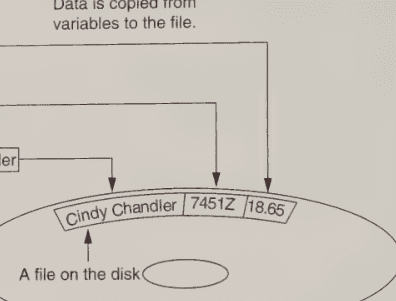 Data is copied from
variables to the file.
ler
Cindy Chandler 7451Z 18.65
A file on the disk